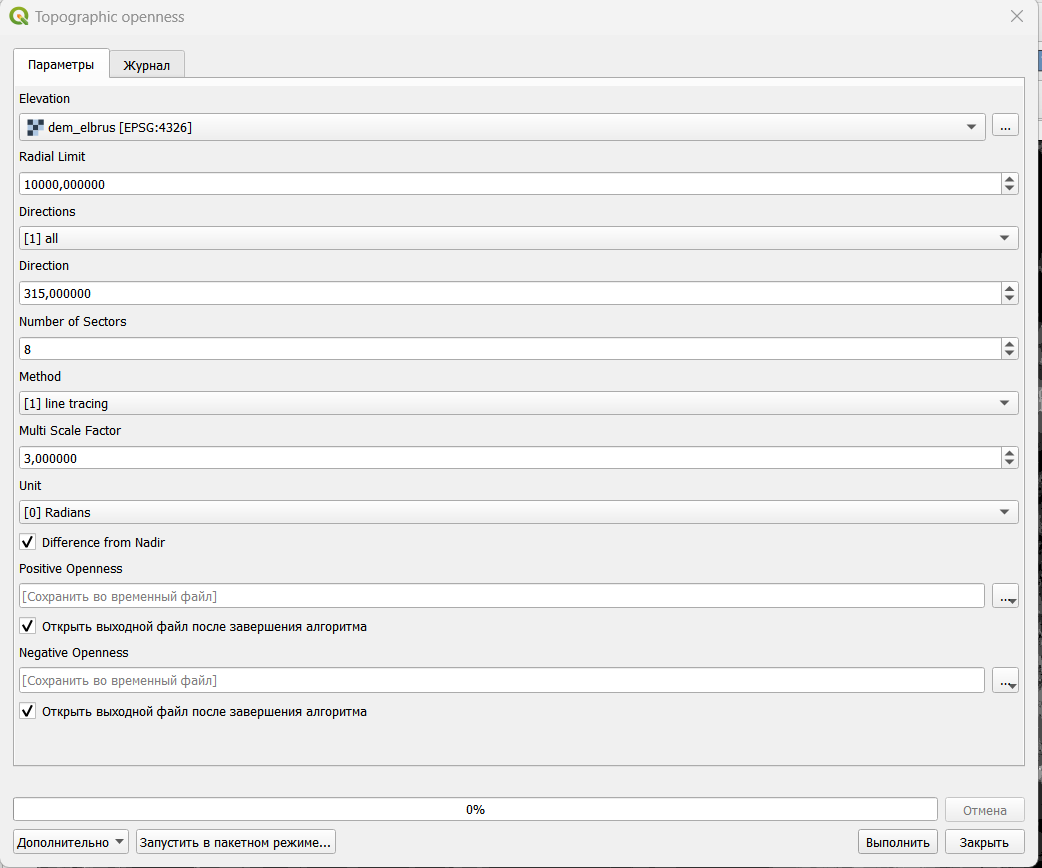 Topographic openness
Параметры
Журнал
Elevation
dem_elbrus [EPSG:4326]
...
Radial Limit
10000,000000
Directions
[1] all
Direction
315,000000
Number of Sectors
8
Method
[1] line tracing
Multi Scale Factor
3,000000
Unit
[0] Radians
Difference from Nadir
Positive Openness
[Сохранить во временный файл]
...
Открыть выходной файл после завершения алгоритма
Negative Openness
[Сохранить во временный файл]
...
Открыть выходной файл после завершения алгоритма
0%
Отмена
Дополнительно
Запустить в пакетном режиме...
Выполнить
Закрыть